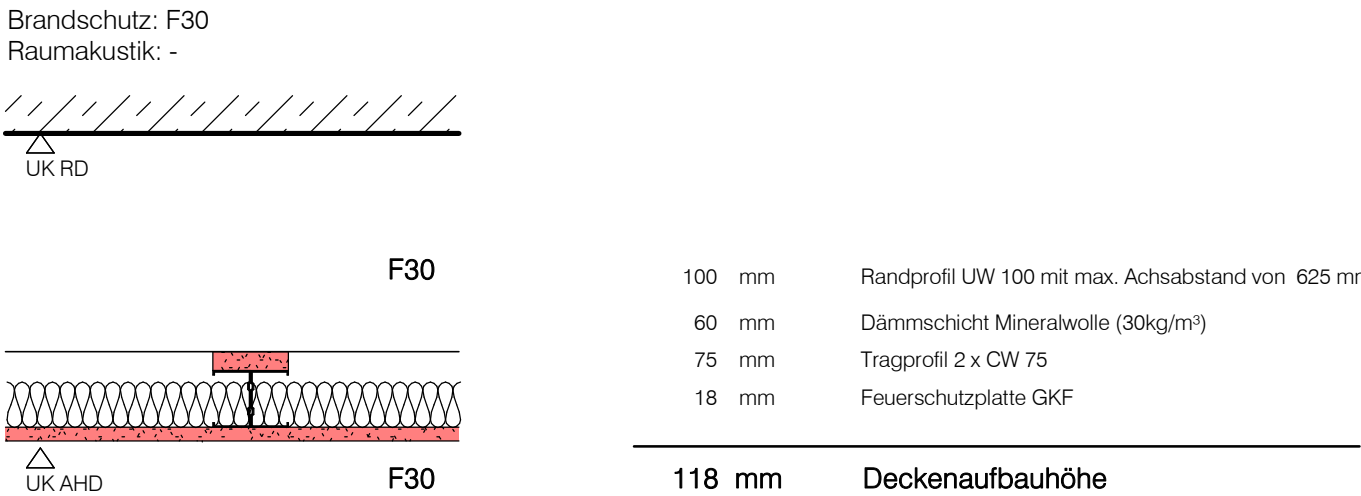 Brandschutz: F30
Raumakustik: -
UK RD
F30
100 mm Randprofil UW 100 mit max. Achsabstand von 625
60 mm Dämmschicht Mineralwolle (30kg/m³)
75 mm Tragprofil 2 x CW 75
18 mm Feuerschutzplatte GKF
UK AHD
F30
118 mm Deckenaufbauhöhe